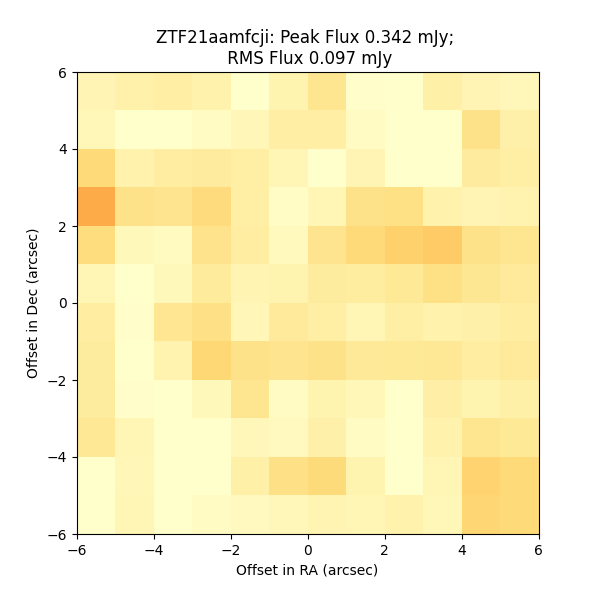 ZTF21aamfcji: Peak Flux 0.342 mJy;
RMS Flux 0.097 mJy
6
4
2
0
−2
−4
−6
Offset in Dec (arcsec)
−6 −4 −2 0 2 4 6
Offset in RA (arcsec)